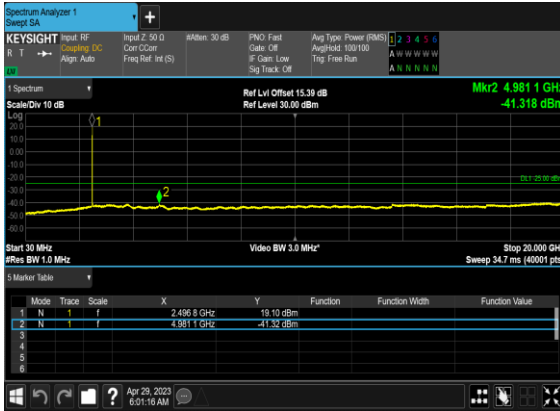 Spectrum Analyzer 1
Swept SA
+
KEYSIGHT Input: RF Input Z: 50 Ω #Atten: 30 dB PNO: Fast Avg Type: Power (RMS) 1 2 3 4 5 6
R T Coupling: DC Corr CCorr Gate: Off Avg|Hold: 100/100 A W W W W W
Align: Auto Freq Ref: Int (S) IF Gain: Low Trig: Free Run
Sig Track: Off A N N N N N
1 Spectrum Ref Lvl Offset 15.39 dB Mkr2 4.981 1 GHz
Scale/Div 10 dB Ref Level 30.00 dBm -41.318 dBm
Log
20.0
10.0
0.00
-10.0
-20.0
-30.0
-40.0
-50.0
-60.0
1
2
Start 30 MHz Video BW 3.0 MHz* Stop 20.000 GH
#Res BW 1.0 MHz Sweep 34.7 ms (40001 pts
5 Marker Table
Mode Trace Scale X Y Function Function Width Function Value
1 N 1 f 2.496 8 GHz 19.10 dBm
2 N 1 f 4.981 1 GHz -41.32 dBm
3
4
5
6
? Apr 29, 2023
6:01:16 AM